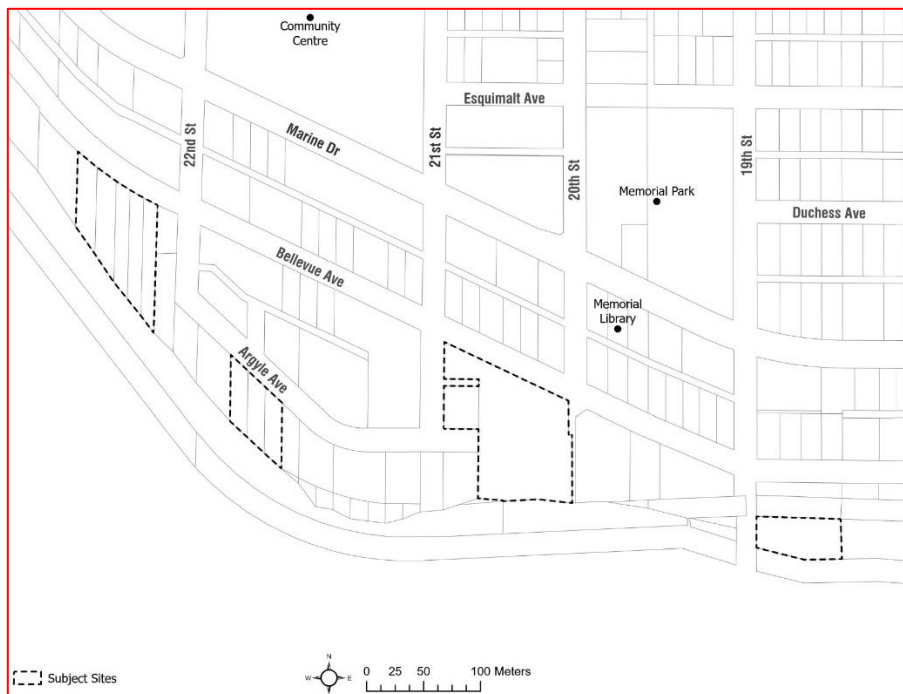 Community
Centre
Esquimalt Ave
Marine Dr
22nd St
21st St
20th St
19th St
Memorial Park
Duchess Ave
Bellevue Ave
Memorial
Library
Argyle Ave
Subject Sites
N
W
E
S
0 25 50 100 Meters